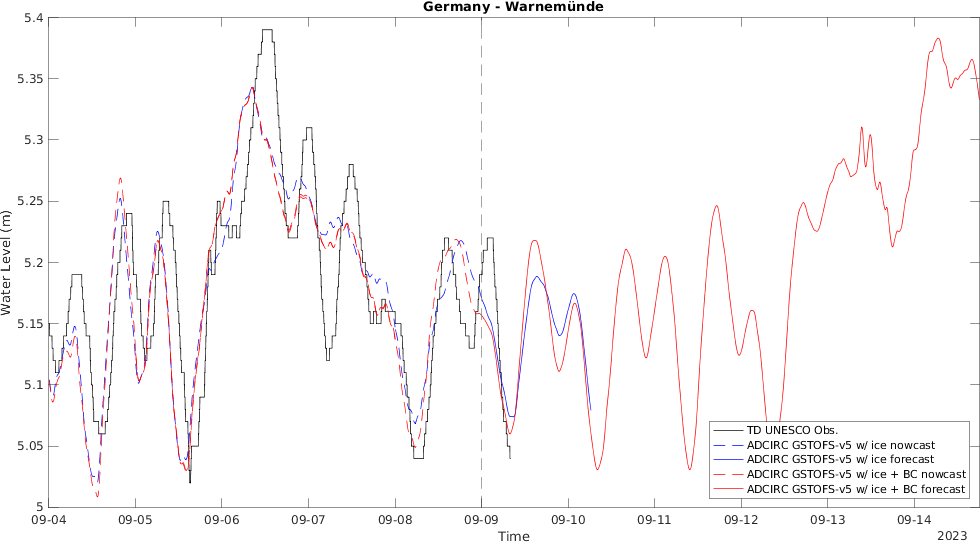 Germany - Warnemünde
5.4
5.35
5.3
5.25
5.2
5.15
5.1
5.05
5
Water Level (m)
TD UNESCO Obs.
ADCIRC GSTOFS-v5 w/ ice nowcast
ADCIRC GSTOFS-v5 w/ ice forecast
ADCIRC GSTOFS-v5 w/ ice + BC nowcast
ADCIRC GSTOFS-v5 w/ ice + BC forecast
09-04 09-05 09-06 09-07 09-08 09-09 09-10 09-11 09-12 09-13 09-14
Time
2023